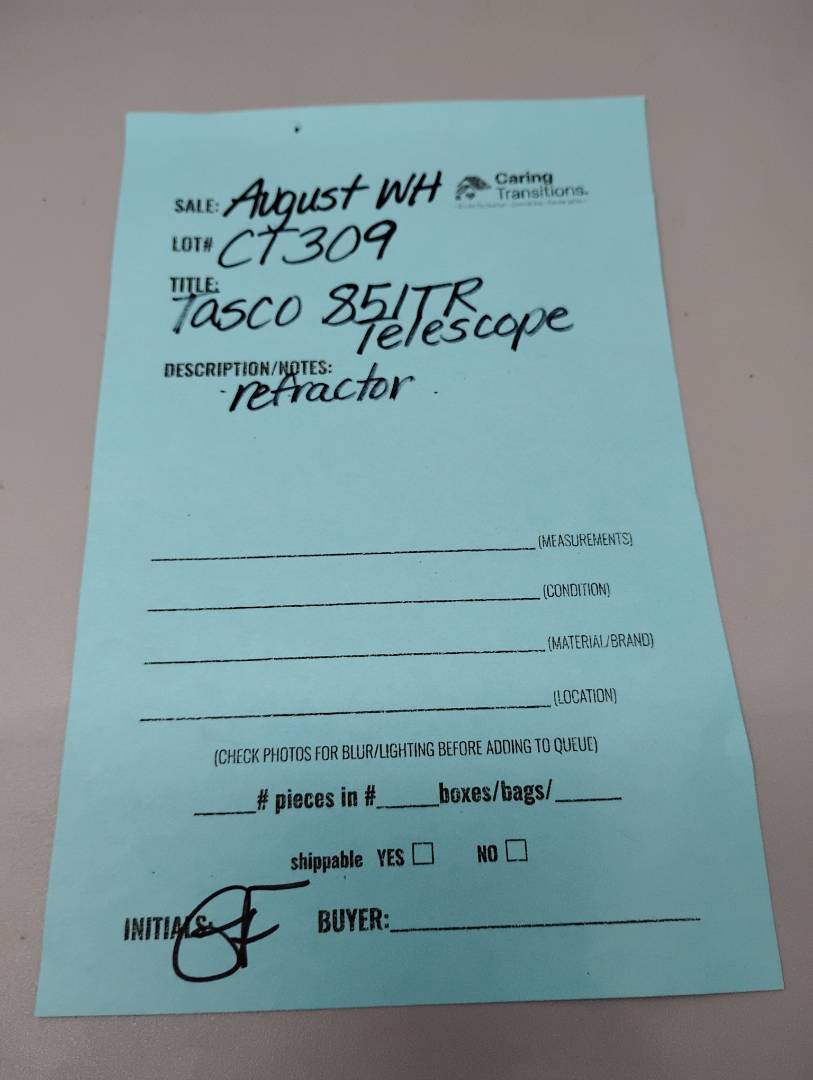 SALE: August WH Caring Transitions.
LOT# CT309
TITLE:
Tasco 851TR
Telescope
DESCRIPTION/NOTES:
- refractor
(MEASUREMENTS)
(CONDITION)
(MATERIAL/BRAND)
(LOCATION)
(CHECK PHOTOS FOR BLUR/LIGHTING BEFORE ADDING TO QUEUE)
# pieces in # boxes/bags/
shippable YES NO
INITIALS: BUYER: